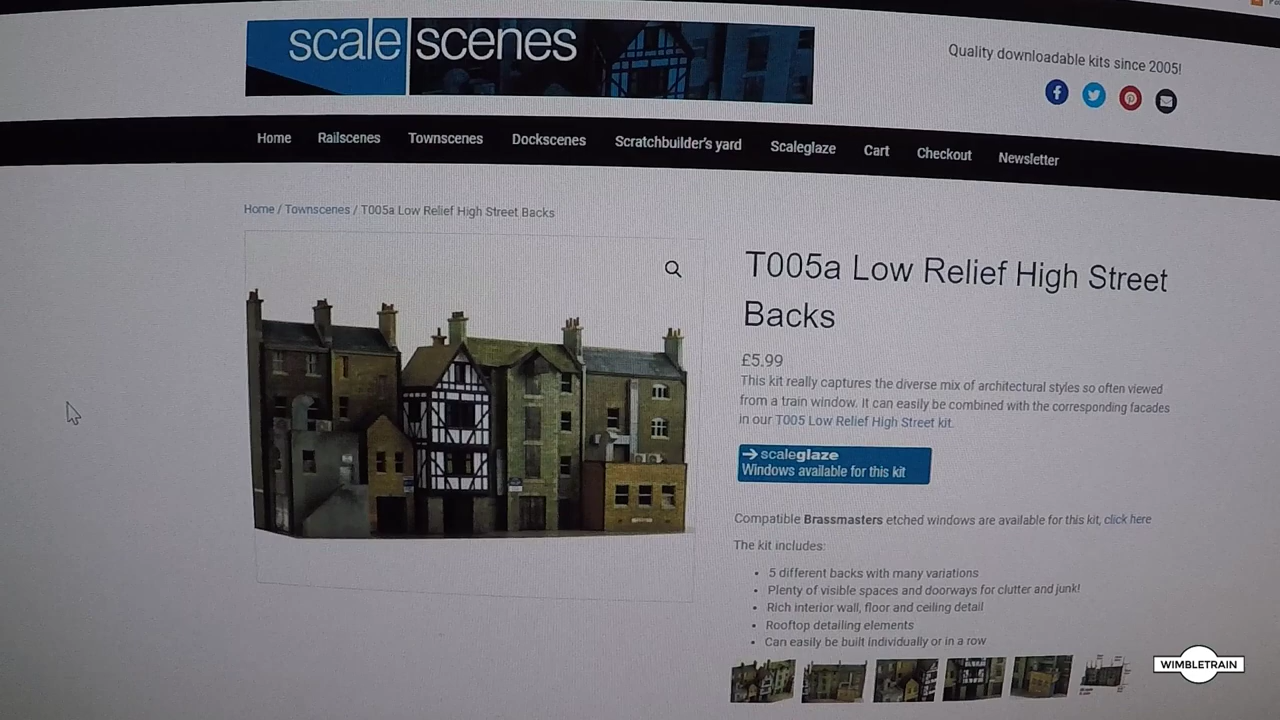 scale scenes
Quality downloadable kits since 2005!
Home Railscenes Townscenes Dockscenes Scratchbuilder's yard Scaleglaze Cart Checkout Newsletter
Home / Townscenes / T005a Low Relief High Street Backs
T005a Low Relief High Street
Backs
£5.99
This kit really captures the diverse mix of architectural styles so often viewed
from a train window. It can easily be combined with the corresponding facades
in our T005 Low Relief High Street kit.
scaleglaze
Windows available for this kit
Compatible Brassmasters etched windows are available for this kit, click here
The kit includes:
• 5 different backs with many variations
• Plenty of visible spaces and doorways for clutter and junk!
• Rich interior wall, floor and ceiling detail
• Rooftop detailing elements
• Can easily be built individually or in a row
WIMBLETRAIN